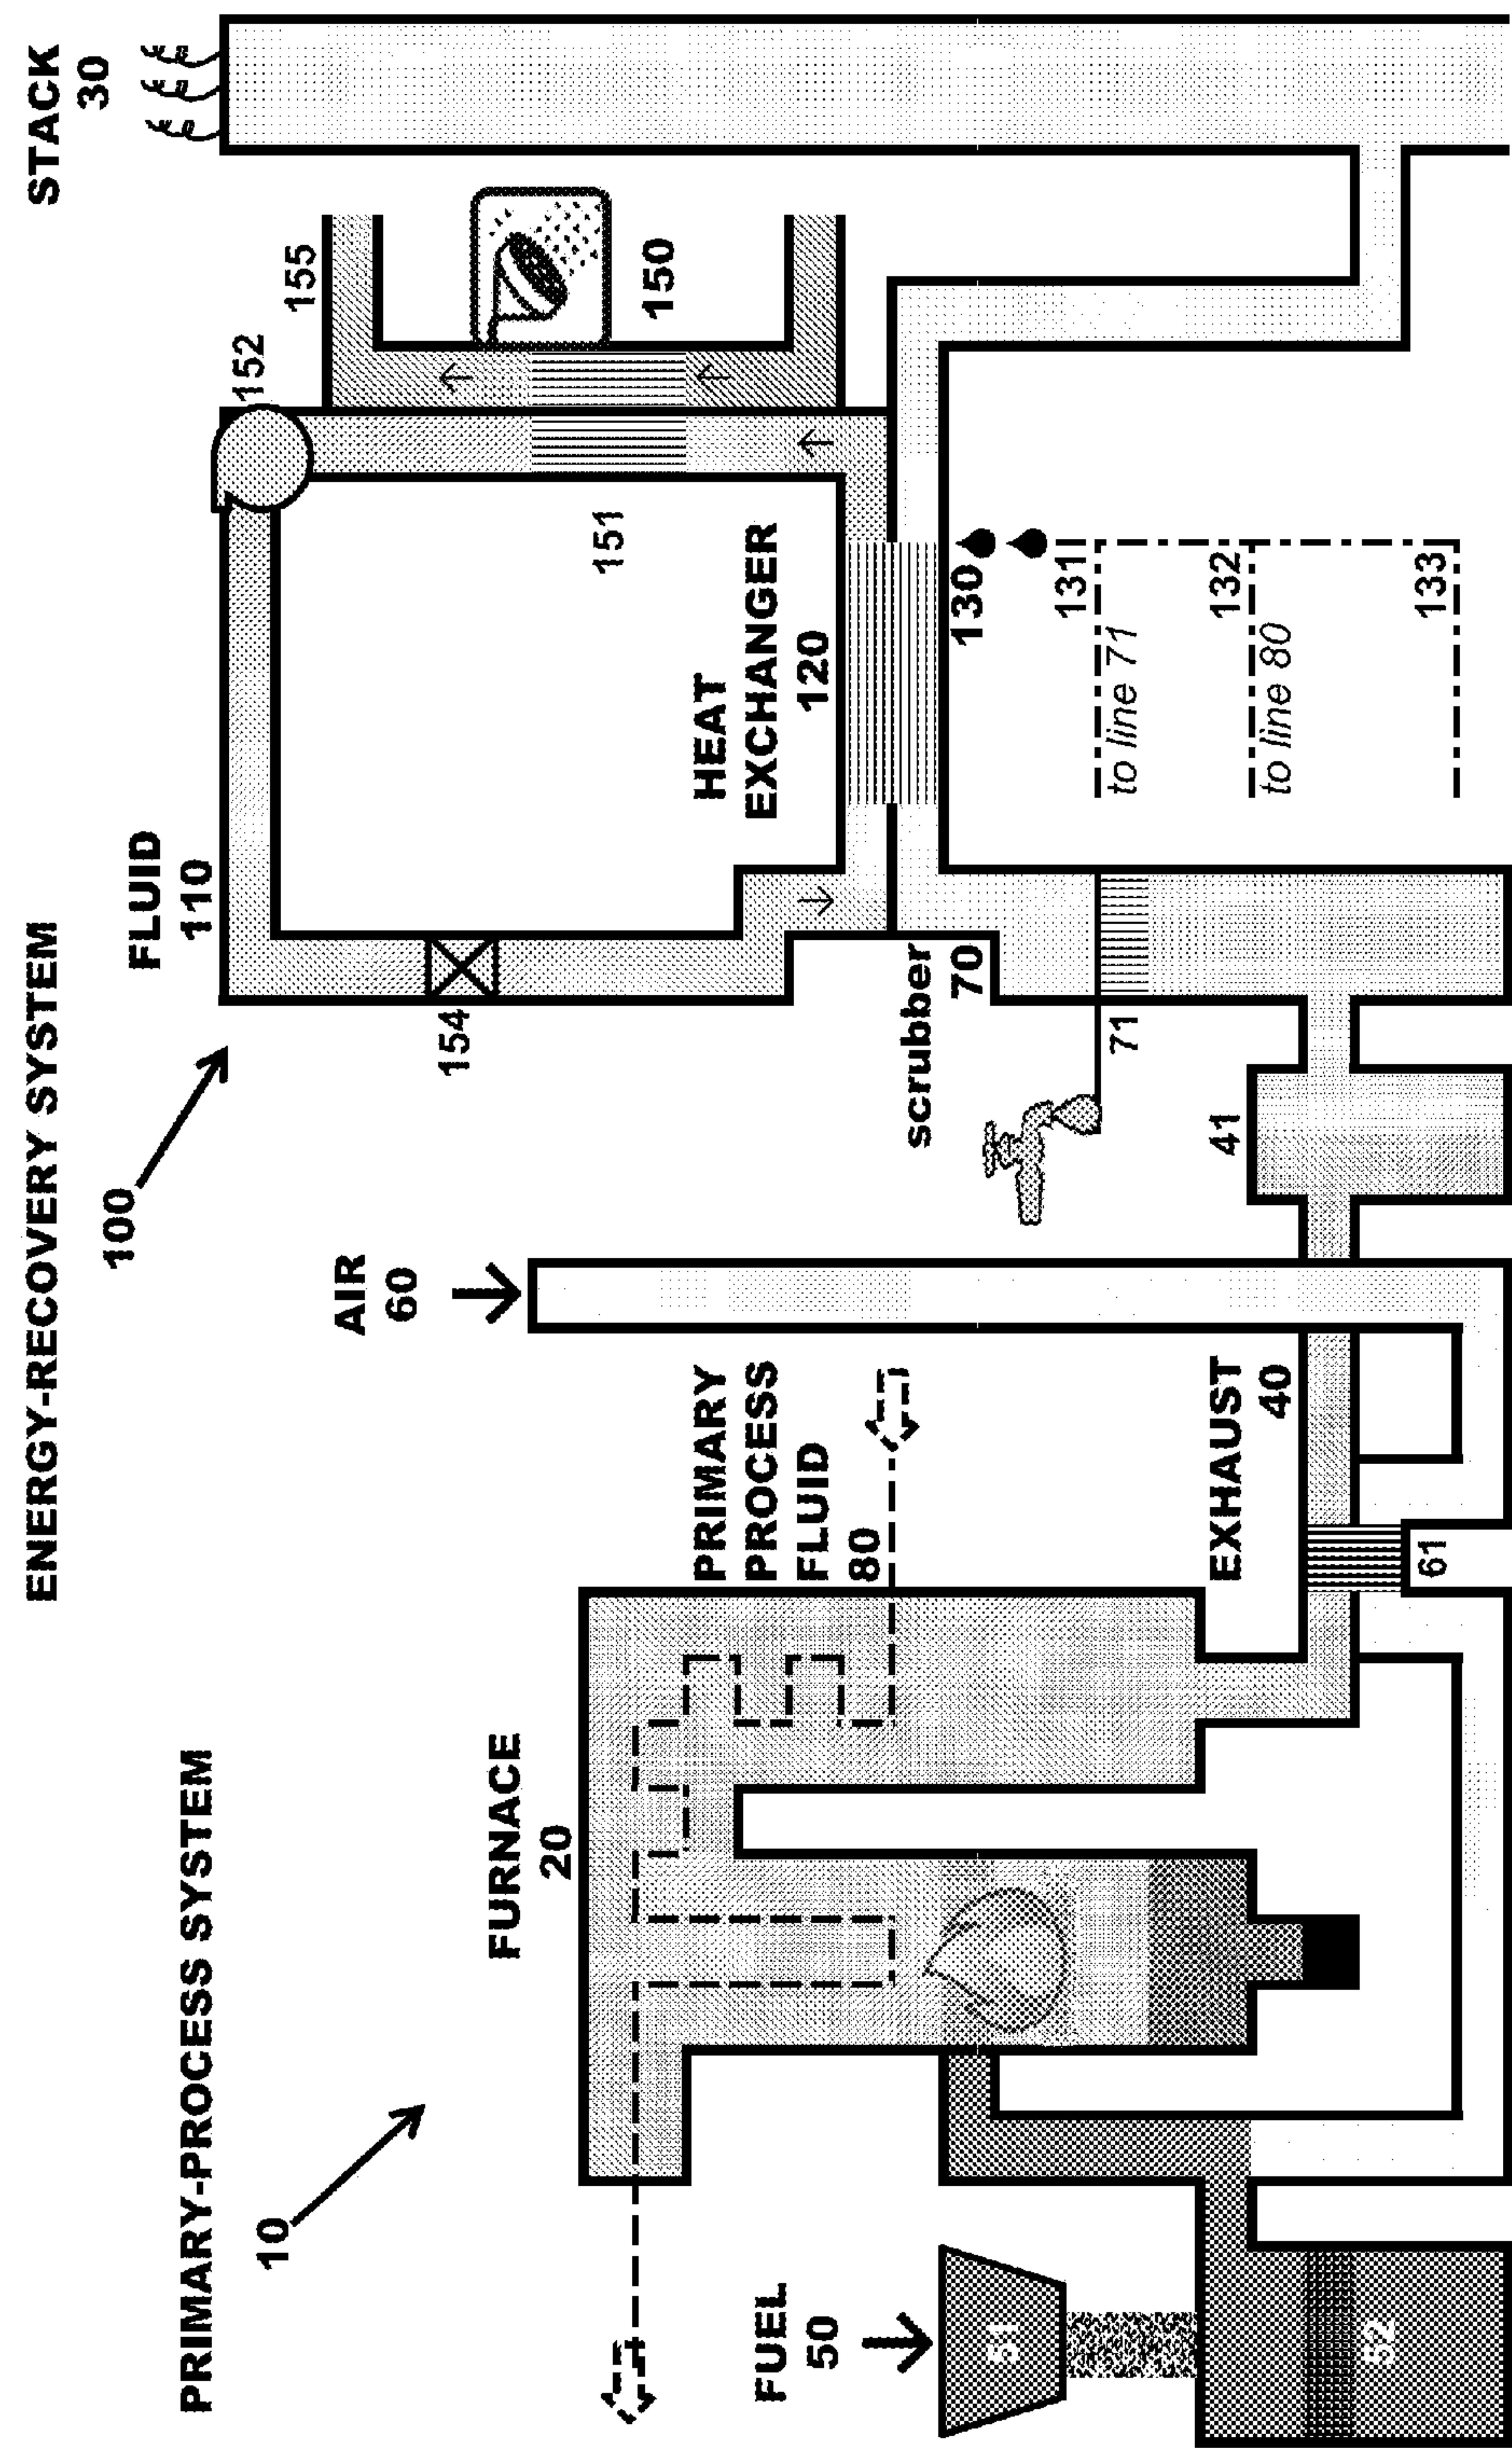 ENERGY-RECOVERY SYSTEM
100
PRIMARY-PROCESS SYSTEM
10
STACK
30
FLUID
110
152
155
150
154
151
HEAT
EXCHANGER
120
AIR
60
FURNACE
20
PRIMARY
PROCESS
FLUID
80
FUEL
50
51
52
scrubber
70
71
130
131
to line 71
132
to line 80
133
41
EXHAUST
40
61